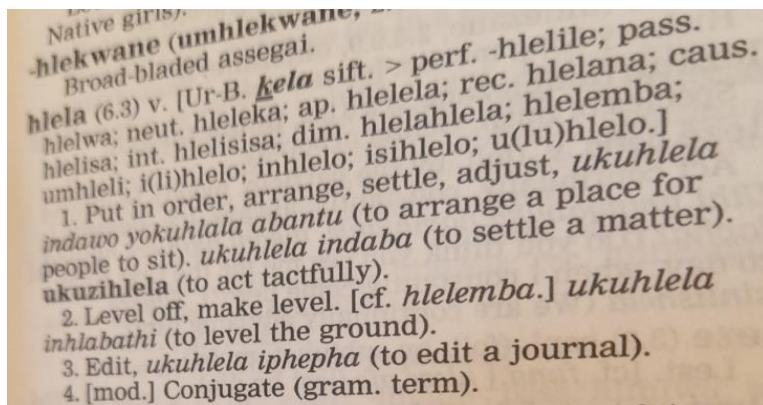 Native girls).
-hlekwane (umhlekwane,
Broad-bladed assegai.
hlela (6.3) v. [Ur-B. kela sift. > perf. -hlelile; pass.
hlelwa; neut. hleleka; ap. hlelela; rec. hlelana; caus.
hlelisa; int. hlelisisa; dim. hlelahlela; hlelemba;
umhleli; i(li)hlelo; inhlelo; isihlelo; u(lu)hlelo.]
1. Put in order, arrange, settle, adjust, ukuhlela
indawo yokuhlala abantu (to arrange a place for
people to sit). ukuhlela indaba (to settle a matter).
ukuzihlela (to act tactfully).
2. Level off, make level. [cf. hlelemba.] ukuhlela
inhlabathi (to level the ground).
3. Edit, ukuhlela iphepha (to edit a journal).
4. [mod.] Conjugate (gram. term).